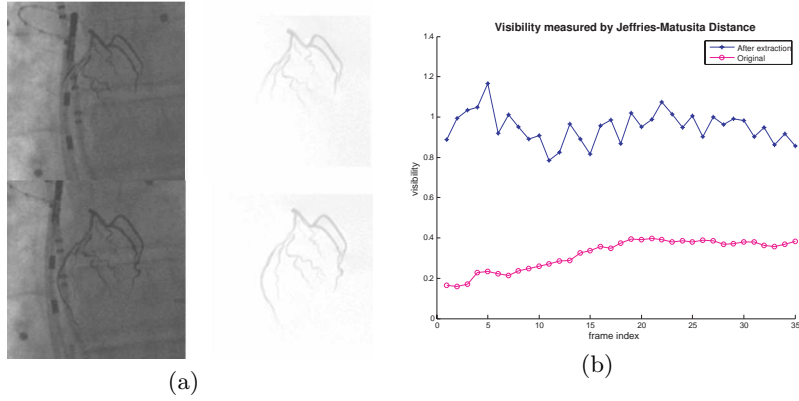 Visibility measured by Jeffries-Matusita Distance
After extraction
Original
1.4
1.2
1
0.8
0.6
0.4
0.2
0
visibility
0 5 10 15 20 25 30 35
frame index
(a)
(b)